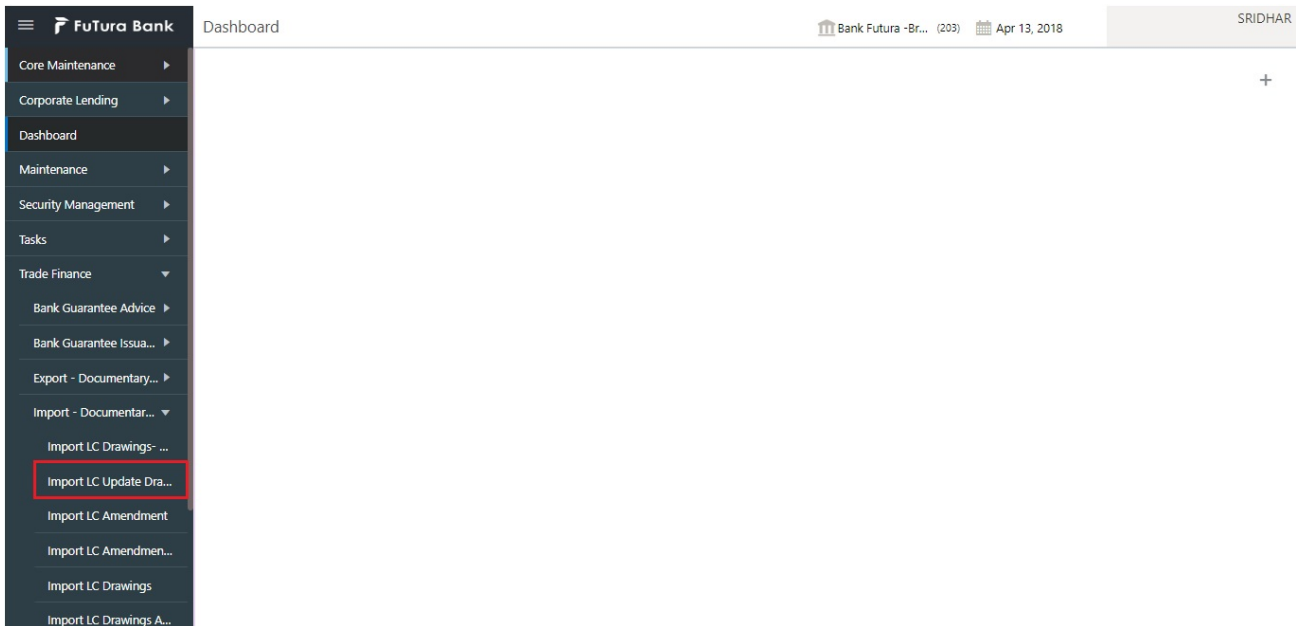 FuTura Bank
Dashboard
Bank Futura -Br... (203)
Apr 13, 2018
SRIDHAR
Core Maintenance
Corporate Lending
Dashboard
Maintenance
Security Management
Tasks
Trade Finance
Bank Guarantee Advice
Bank Guarantee Issua...
Export - Documentary...
Import - Documentar...
Import LC Drawings- ...
Import LC Update Dra...
Import LC Amendment
Import LC Amendmen...
Import LC Drawings
Import LC Drawings A...